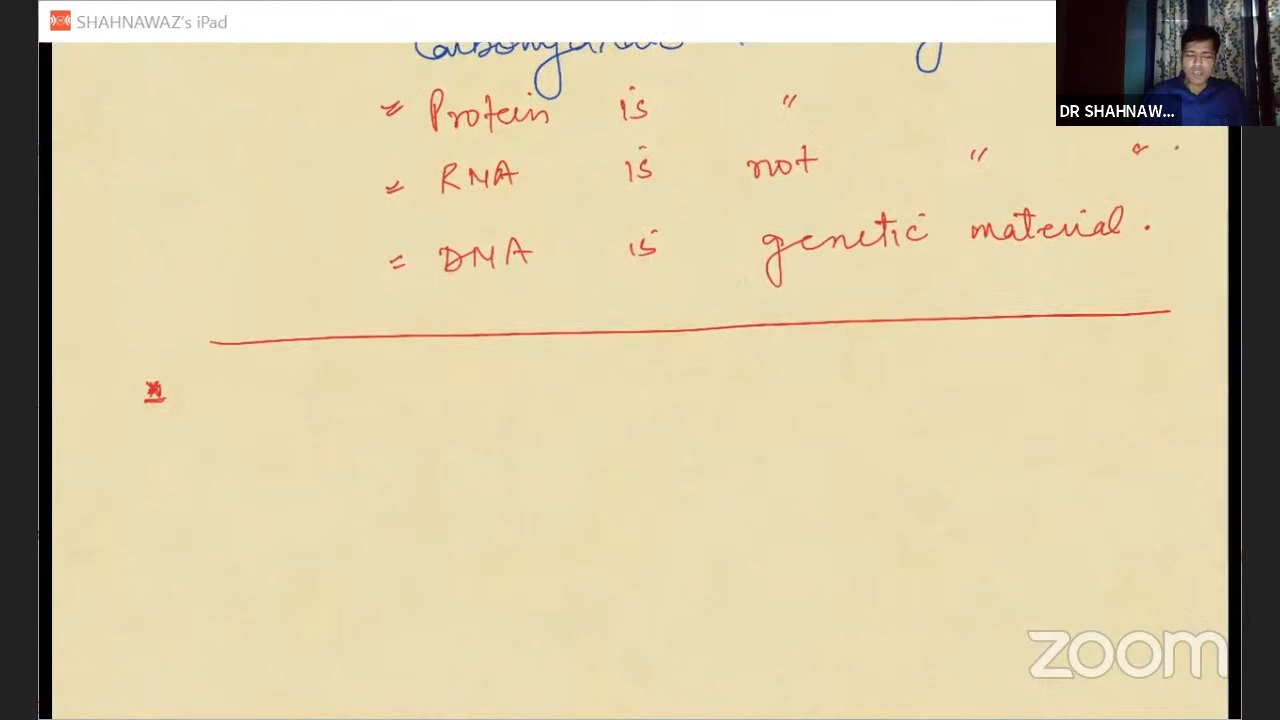 SHAHNAWAZ's iPad
Protein is "
RNA is not " "
DNA is genetic material.
*
DR SHAHNAW...
zoom